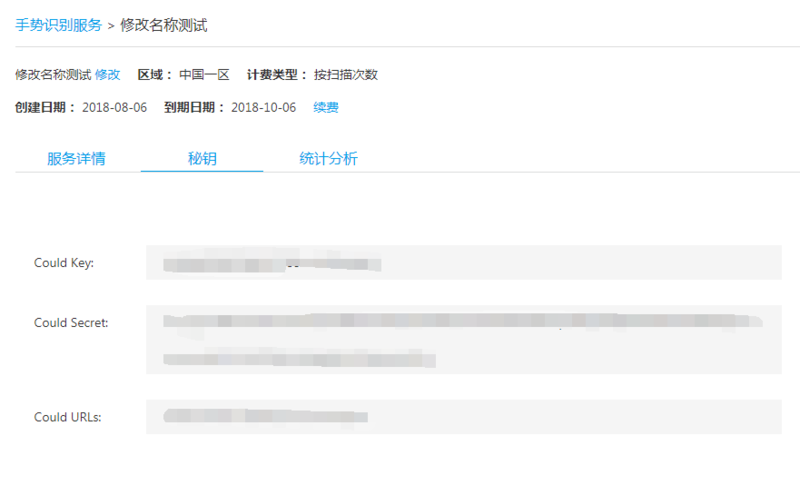 手势识别服务 > 修改名称测试
修改名称测试 修改 区域： 中国一区 计费类型： 按扫描次数
创建日期： 2018-08-06 到期日期： 2018-10-06 续费
服务详情 秘钥 统计分析
Could Key:
Could Secret:
Could URLs: